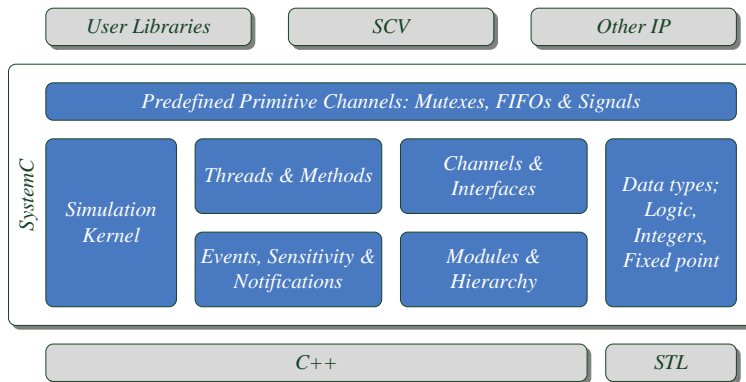 User Libraries
SCV
Other IP
SystemC
Predefined Primitive Channels: Mutexes, FIFOs & Signals
Simulation
Kernel
Threads & Methods
Channels &
Interfaces
Data types;
Logic,
Integers,
Fixed point
Events, Sensitivity &
Notifications
Modules &
Hierarchy
C++
STL